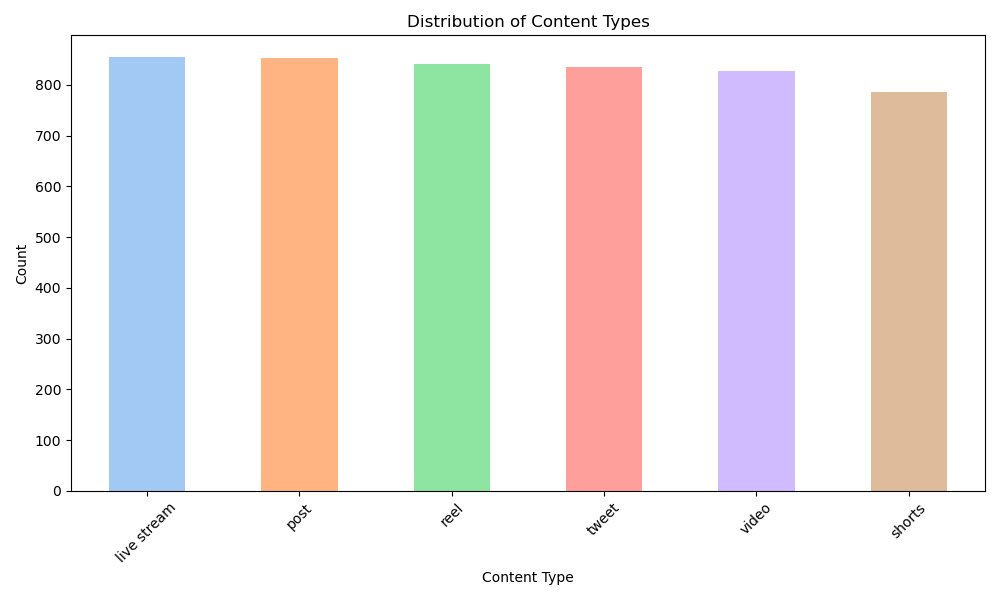 Distribution of Content Types
Count
800
700
600
500
400
300
200
100
0
live stream
post
reel
tweet
video
shorts
Content Type